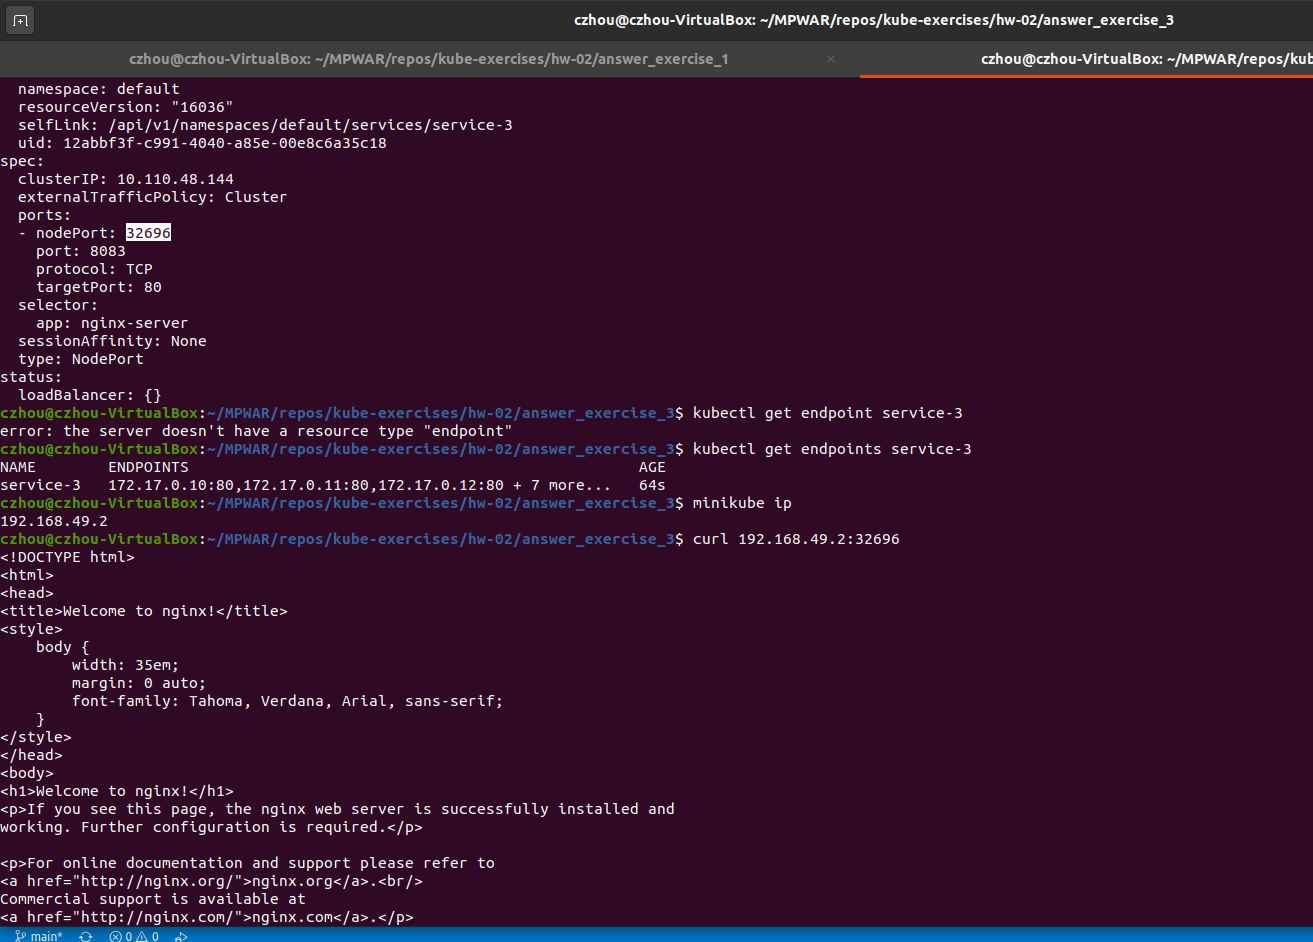 czhou@czhou-VirtualBox: ~/MPWAR/repos/kube-exercises/hw-02/answer_exercise_3
czhou@czhou-VirtualBox: ~/MPWAR/repos/kube-exercises/hw-02/answer_exercise_1 × czhou@czhou-VirtualBox: ~/MPWAR/repos/kub
  namespace: default
  resourceVersion: "16036"
  selfLink: /api/v1/namespaces/default/services/service-3
  uid: 12abbf3f-c991-4040-a85e-00e8c6a35c18
spec:
  clusterIP: 10.110.48.144
  externalTrafficPolicy: Cluster
  ports:
  - nodePort: 32696
    port: 8083
    protocol: TCP
    targetPort: 80
  selector:
    app: nginx-server
  sessionAffinity: None
  type: NodePort
status:
  loadBalancer: {}
czhou@czhou-VirtualBox:~/MPWAR/repos/kube-exercises/hw-02/answer_exercise_3$ kubectl get endpoint service-3
error: the server doesn't have a resource type "endpoint"
czhou@czhou-VirtualBox:~/MPWAR/repos/kube-exercises/hw-02/answer_exercise_3$ kubectl get endpoints service-3
NAME        ENDPOINTS                                                  AGE
service-3   172.17.0.10:80,172.17.0.11:80,172.17.0.12:80 + 7 more...   64s
czhou@czhou-VirtualBox:~/MPWAR/repos/kube-exercises/hw-02/answer_exercise_3$ minikube ip
192.168.49.2
czhou@czhou-VirtualBox:~/MPWAR/repos/kube-exercises/hw-02/answer_exercise_3$ curl 192.168.49.2:32696
<!DOCTYPE html>
<html>
<head>
<title>Welcome to nginx!</title>
<style>
    body {
        width: 35em;
        margin: 0 auto;
        font-family: Tahoma, Verdana, Arial, sans-serif;
    }
</style>
</head>
<body>
<h1>Welcome to nginx!</h1>
<p>If you see this page, the nginx web server is successfully installed and
working. Further configuration is required.</p>

<p>For online documentation and support please refer to
<a href="http://nginx.org/">nginx.org</a>.<br/>
Commercial support is available at
<a href="http://nginx.com/">nginx.com</a>.</p>
main* 0 0